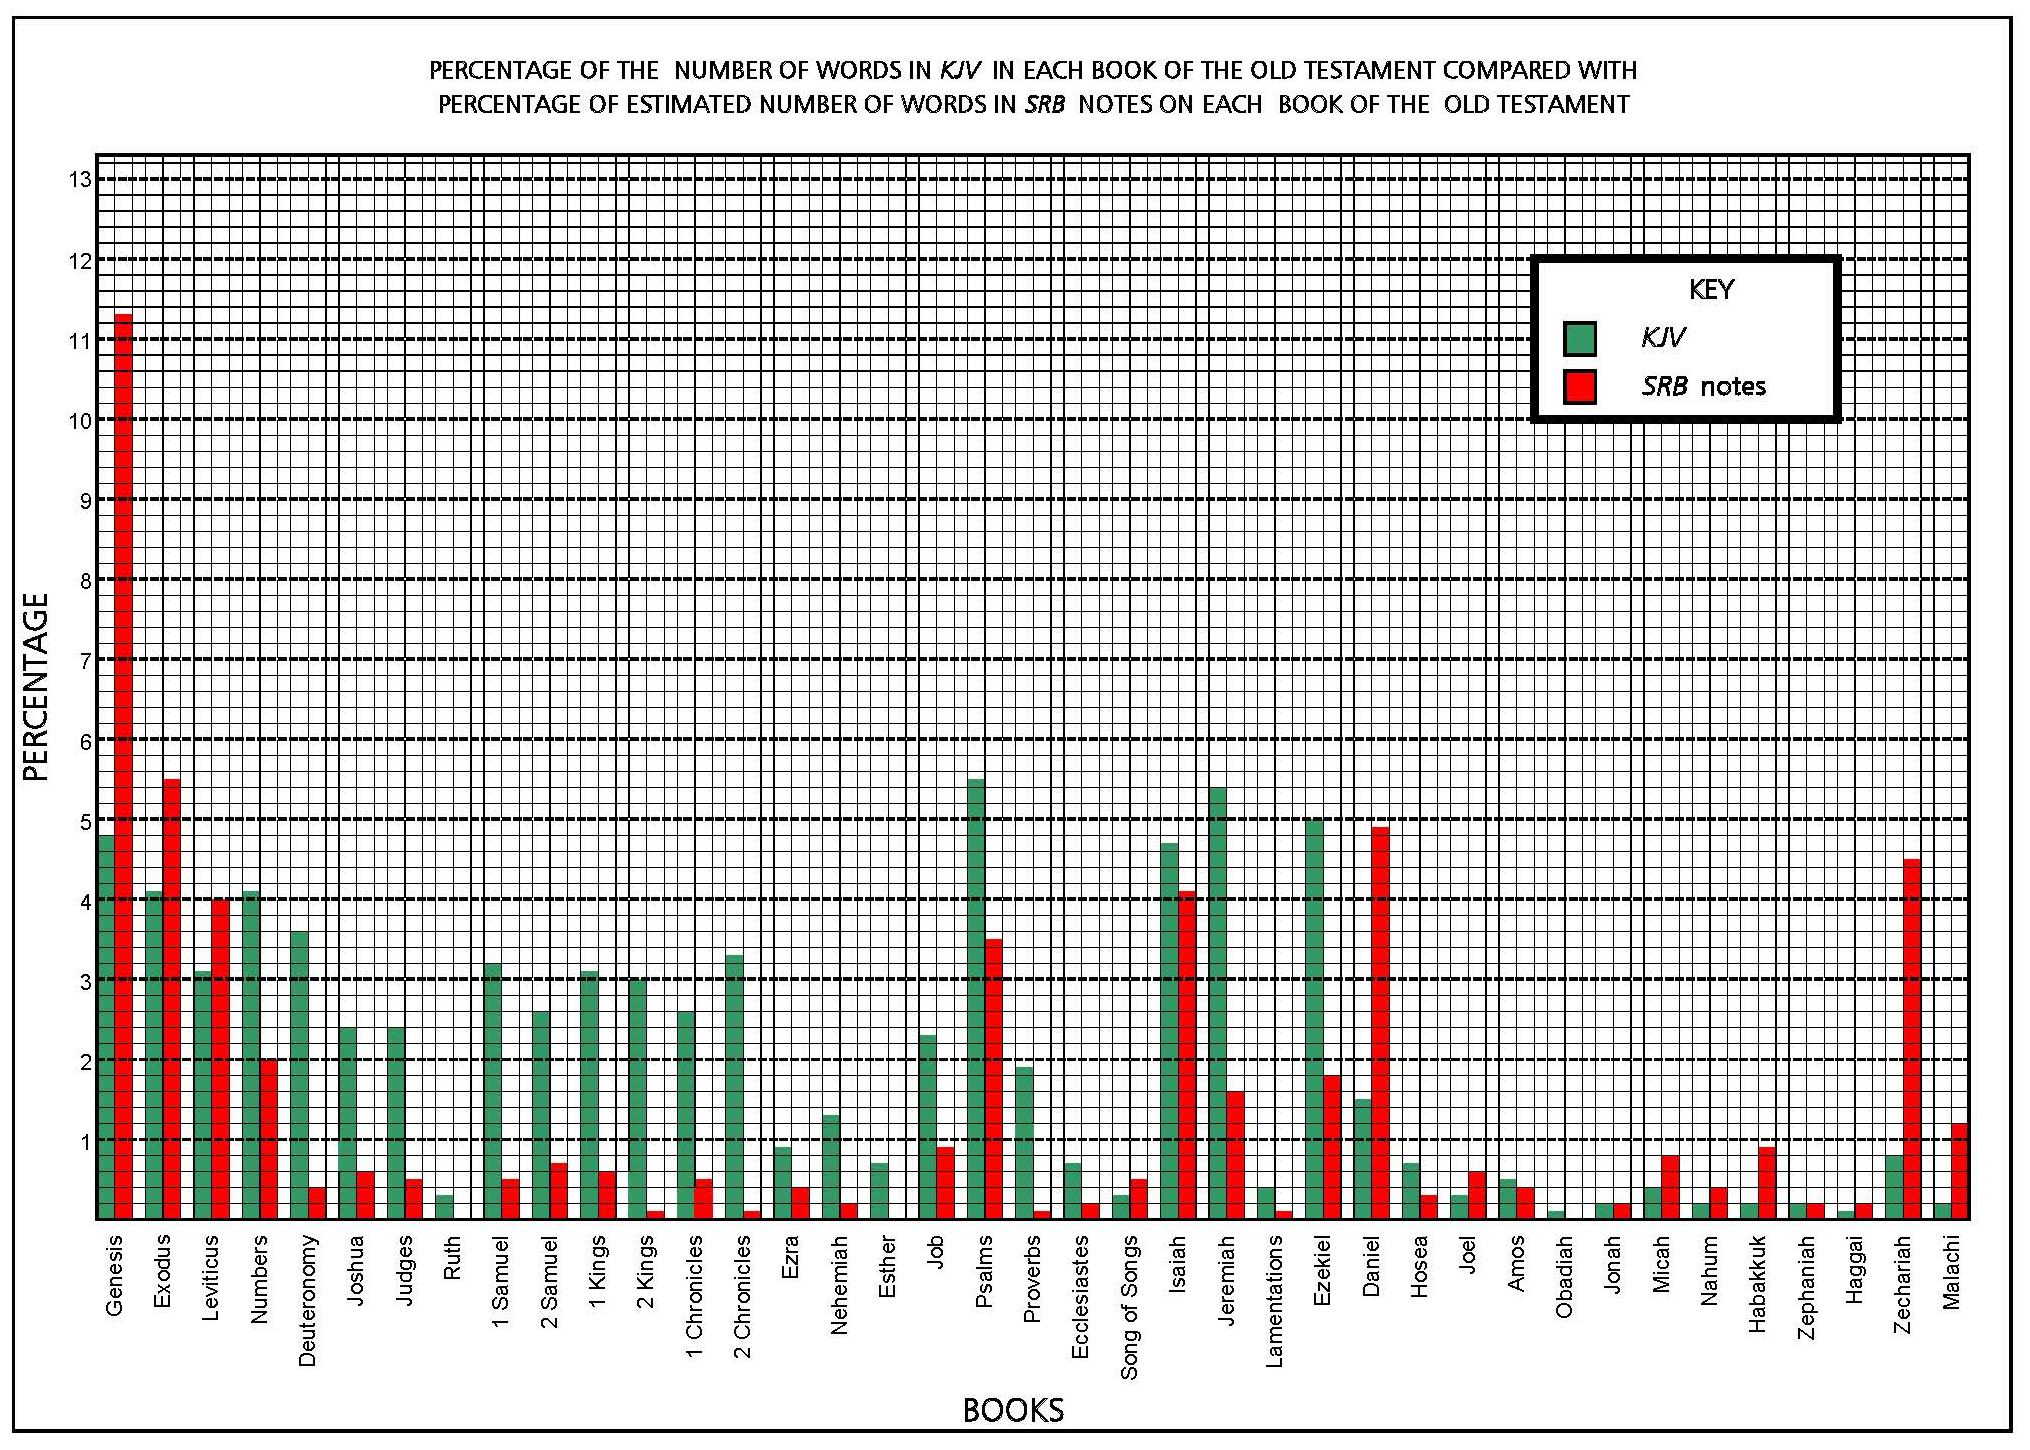 PERCENTAGE OF THE NUMBER OF WORDS IN KJV IN EACH BOOK OF THE OLD TESTAMENT COMPARED WITH
PERCENTAGE OF ESTIMATED NUMBER OF WORDS IN SRB NOTES ON EACH BOOK OF THE OLD TESTAMENT
PERCENTAGE
13
12
11
10
9
8
7
6
5
4
3
2
1
KEY
KJV
SRB notes
Genesis
Exodus
Leviticus
Numbers
Deuteronomy
Joshua
Judges
Ruth
1 Samuel
2 Samuel
1 Kings
2 Kings
1 Chronicles
2 Chronicles
Ezra
Nehemiah
Esther
Job
Psalms
Proverbs
Ecclesiastes
Song of Songs
Isaiah
Jeremiah
Lamentations
Ezekiel
Daniel
Hosea
Joel
Amos
Obadiah
Jonah
Micah
Nahum
Habakkuk
Zephaniah
Haggai
Zechariah
Malachi
BOOKS